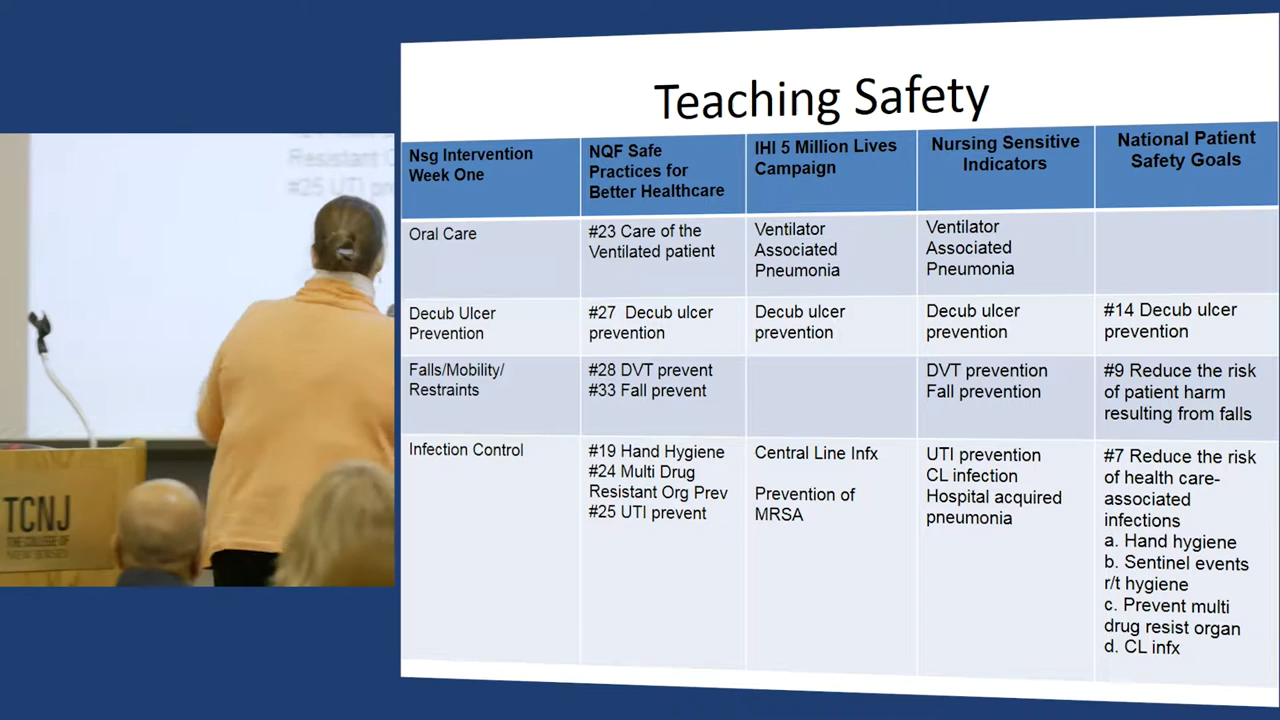 Resistant
#25 UTI pre
TCNJ
THE COLLEGE OF
NEW JERSEY
Teaching Safety
Nsg Intervention
Week One
NQF Safe
Practices for
Better Healthcare
IHI 5 Million Lives
Campaign
Nursing Sensitive
Indicators
National Patient
Safety Goals
Oral Care
#23 Care of the
Ventilated patient
Ventilator
Associated
Pneumonia
Ventilator
Associated
Pneumonia
Decub Ulcer
Prevention
#27 Decub ulcer
prevention
Decub ulcer
prevention
Decub ulcer
prevention
#14 Decub ulcer
prevention
Falls/Mobility/
Restraints
#28 DVT prevent
#33 Fall prevent
DVT prevention
Fall prevention
#9 Reduce the risk
of patient harm
resulting from falls
Infection Control
#19 Hand Hygiene
#24 Multi Drug
Resistant Org Prev
#25 UTI prevent
Central Line Infx
Prevention of
MRSA
UTI prevention
CL infection
Hospital acquired
pneumonia
#7 Reduce the risk
of health care-
associated
infections
a. Hand hygiene
b. Sentinel events
r/t hygiene
c. Prevent multi
drug resist organ
d. CL infx